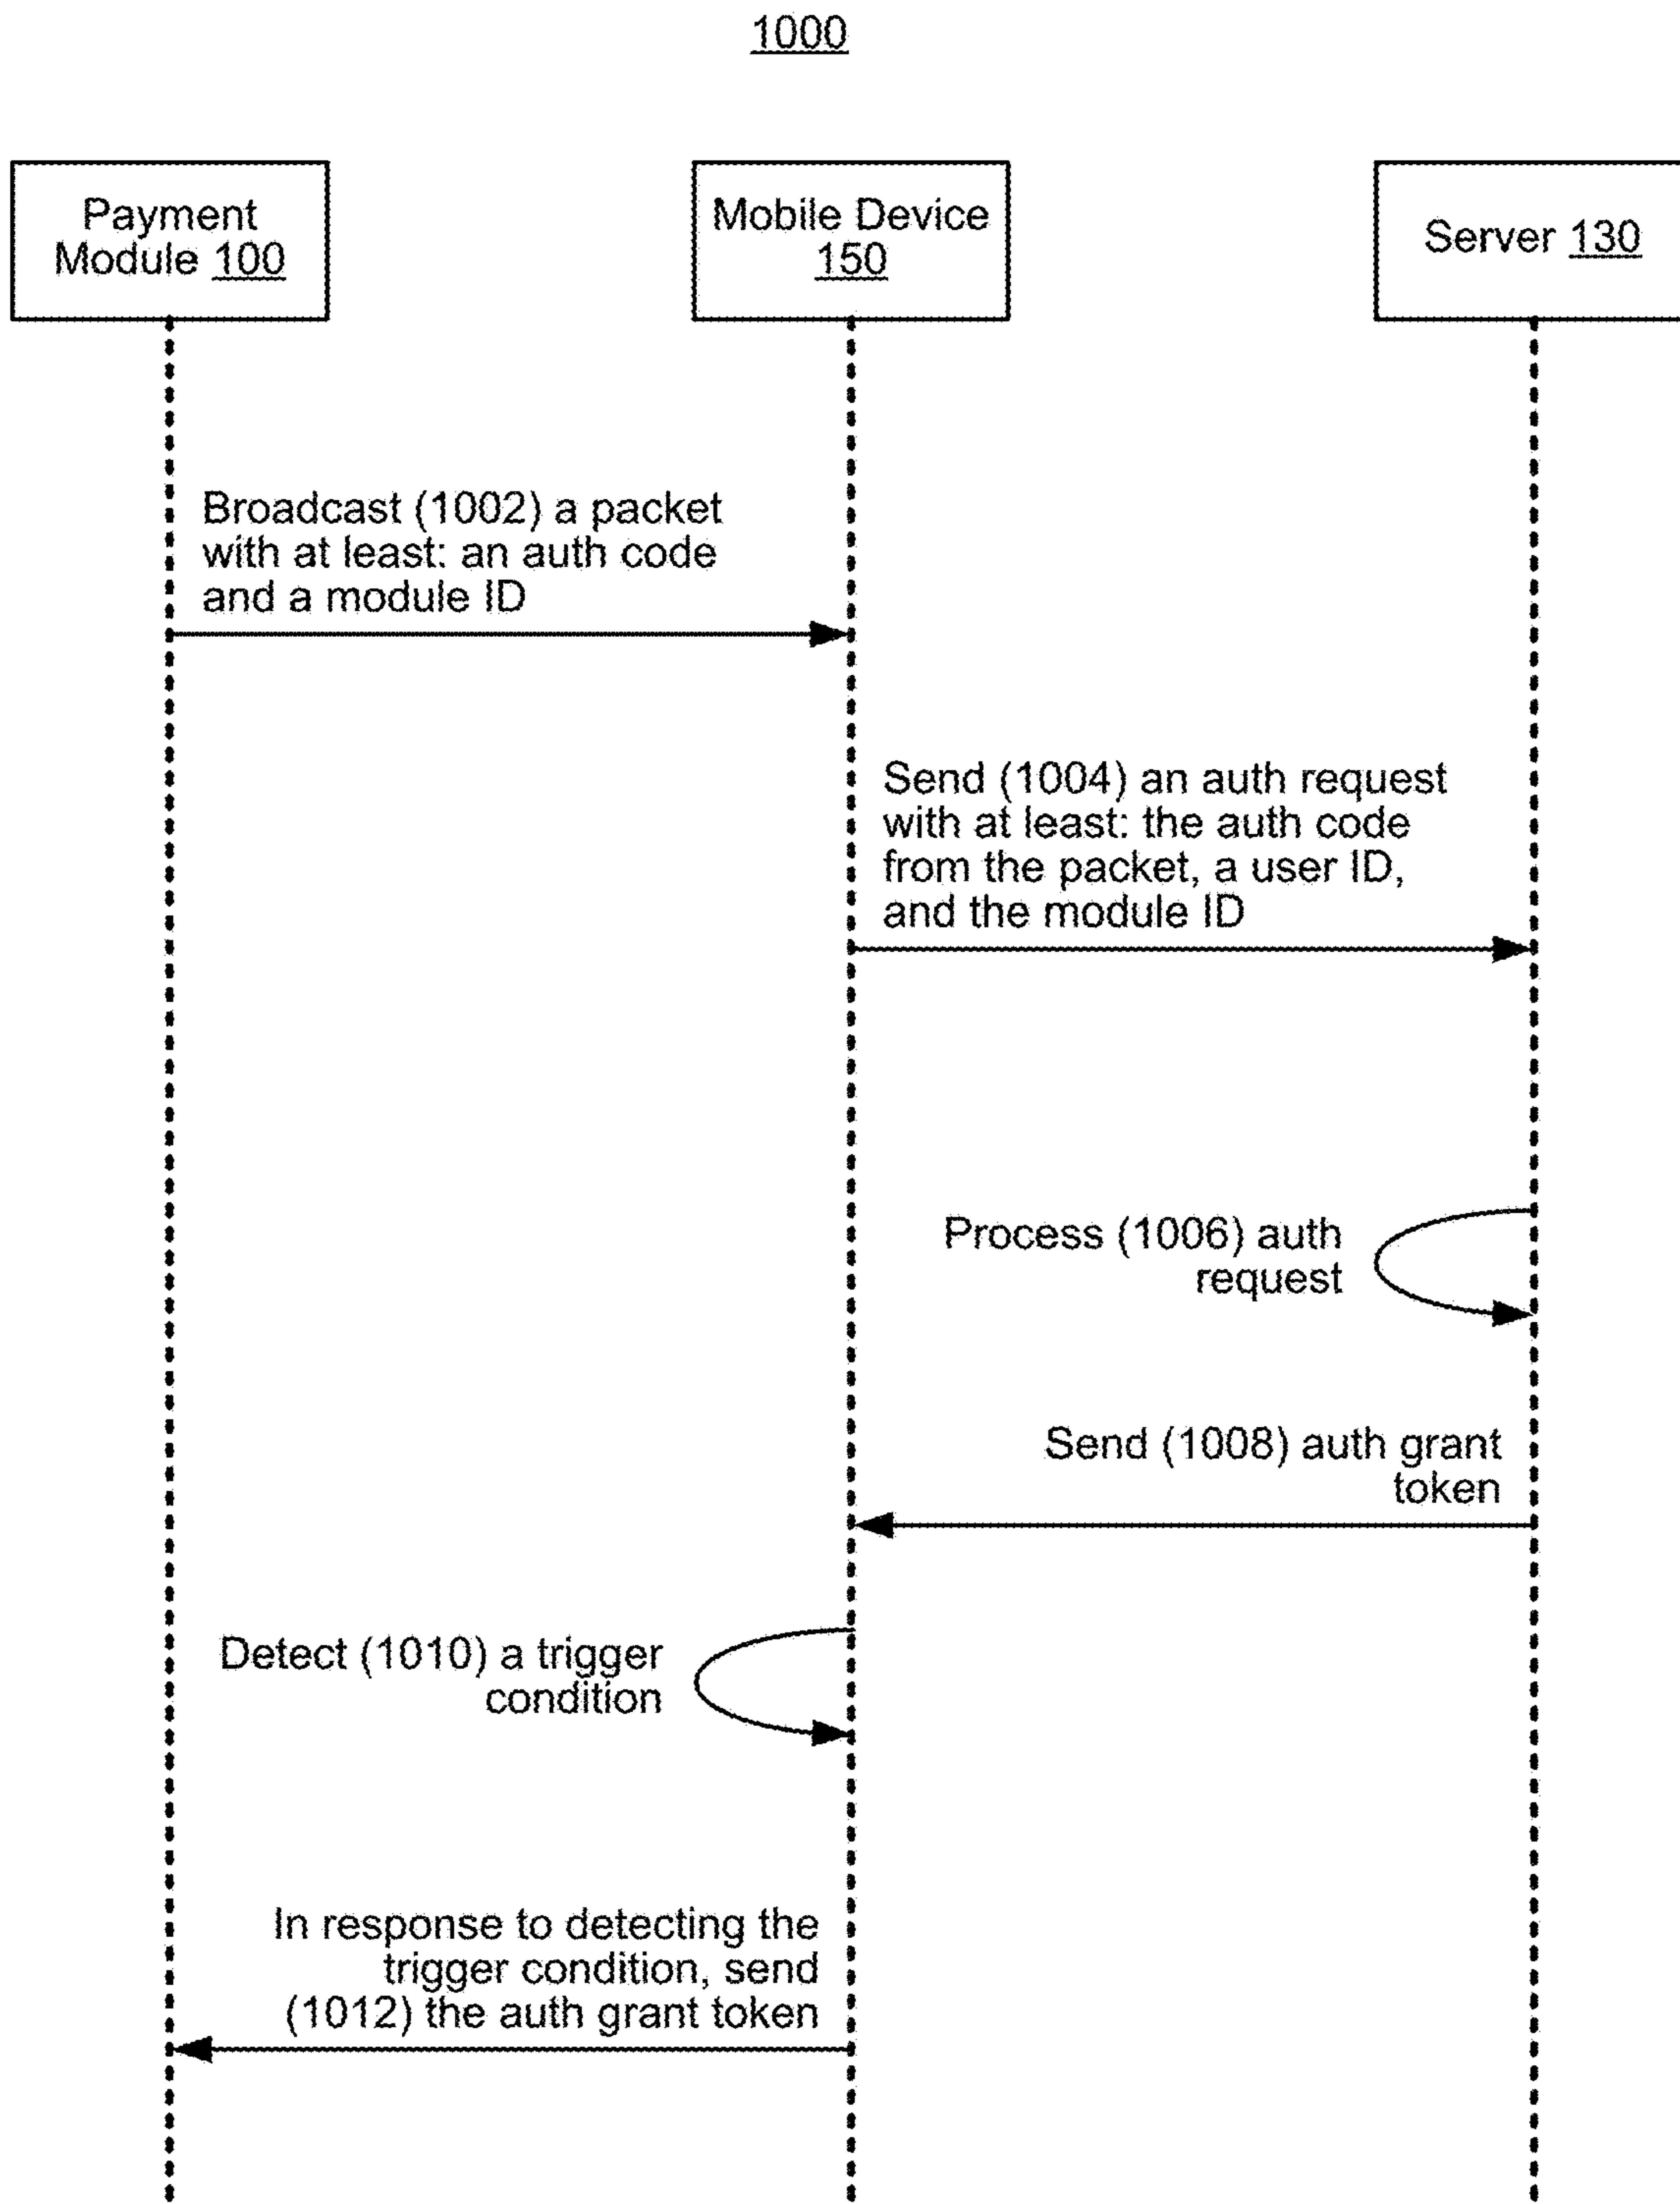 1000
Payment
Module 100
Mobile Device
150
Server 130
Broadcast (1002) a packet
with at least: an auth code
and a module ID
Send (1004) an auth request
with at least: the auth code
from the packet, a user ID,
and the module ID
Process (1006) auth
request
Send (1008) auth grant
token
Detect (1010) a trigger
condition
In response to detecting the
trigger condition, send
(1012) the auth grant token